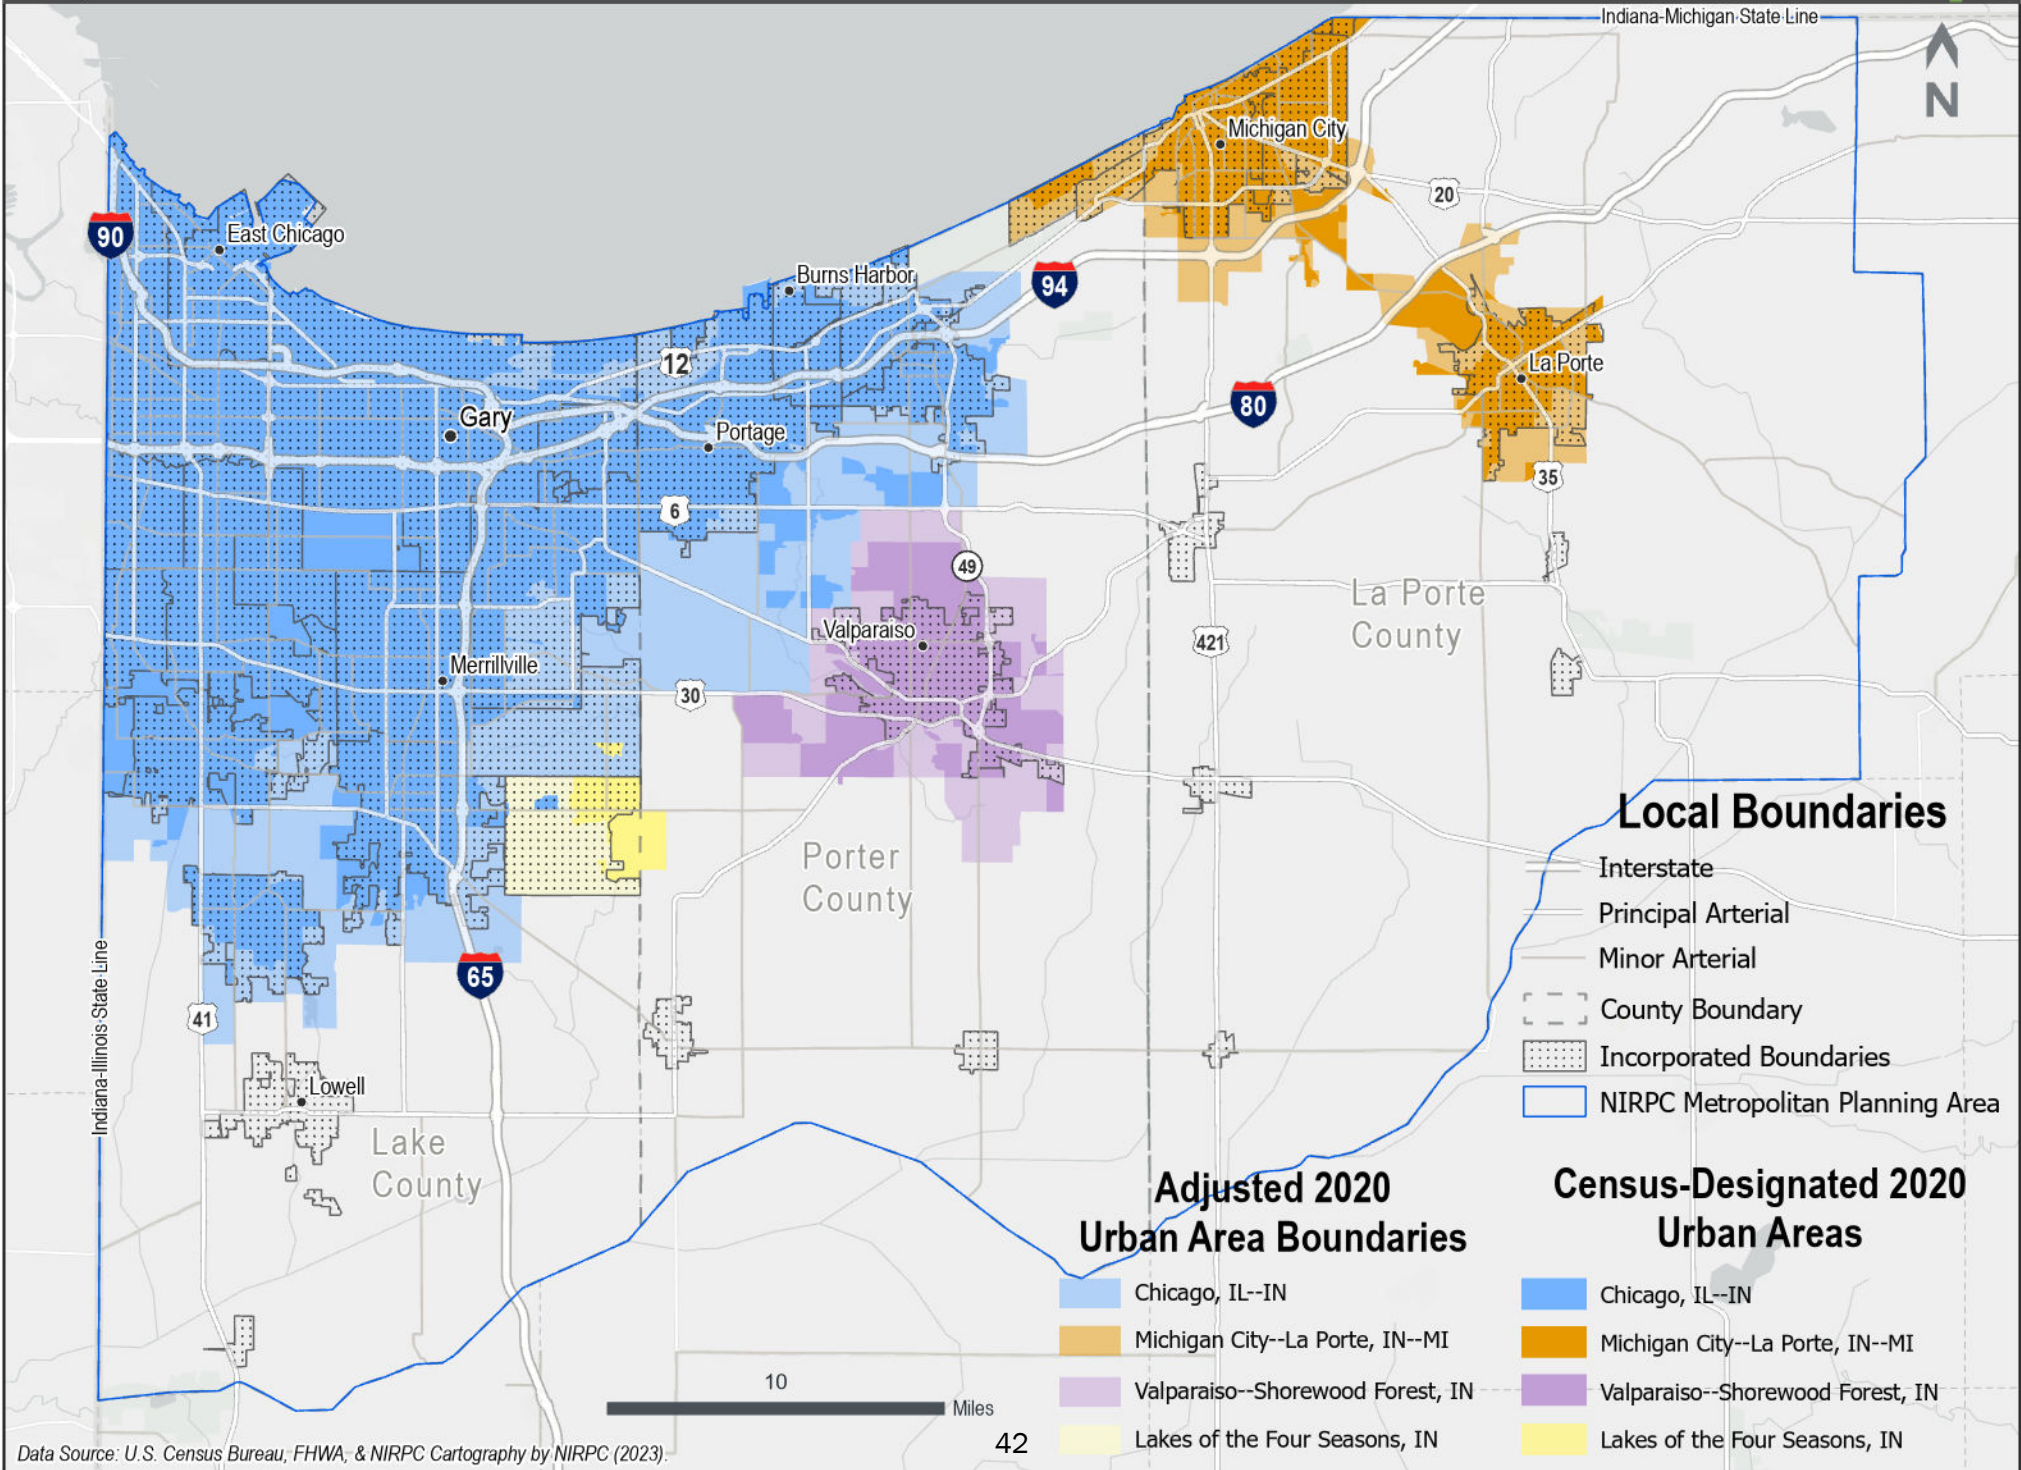 Indiana-Michigan State Line
N
Michigan City
20
90
East Chicago
Burns Harbor
94
12
La Porte
80
Gary
Portage
35
6
49
La Porte
County
Valparaiso
421
Merrillville
30
Porter
County
65
41
Indiana-Illinois State Line
Lowell
Lake
County
Local Boundaries
Interstate
Principal Arterial
Minor Arterial
County Boundary
Incorporated Boundaries
NIRPC Metropolitan Planning Area
Adjusted 2020
Urban Area Boundaries
Chicago, IL--IN
Michigan City--La Porte, IN--MI
Valparaiso--Shorewood Forest, IN
Lakes of the Four Seasons, IN
Census-Designated 2020
Urban Areas
Chicago, IL--IN
Michigan City--La Porte, IN--MI
Valparaiso--Shorewood Forest, IN
Lakes of the Four Seasons, IN
10
Miles
42
Data Source: U.S. Census Bureau, FHWA, & NIRPC Cartography by NIRPC (2023).